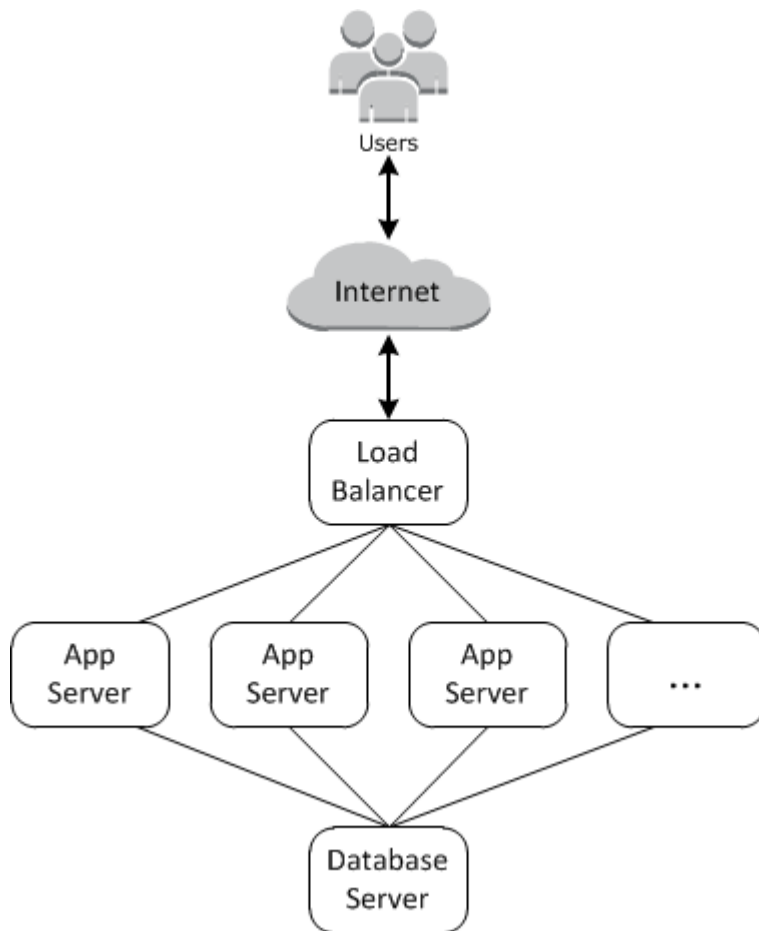 Users
Internet
Load
Balancer
App
Server
App
Server
App
Server
...
Database
Server